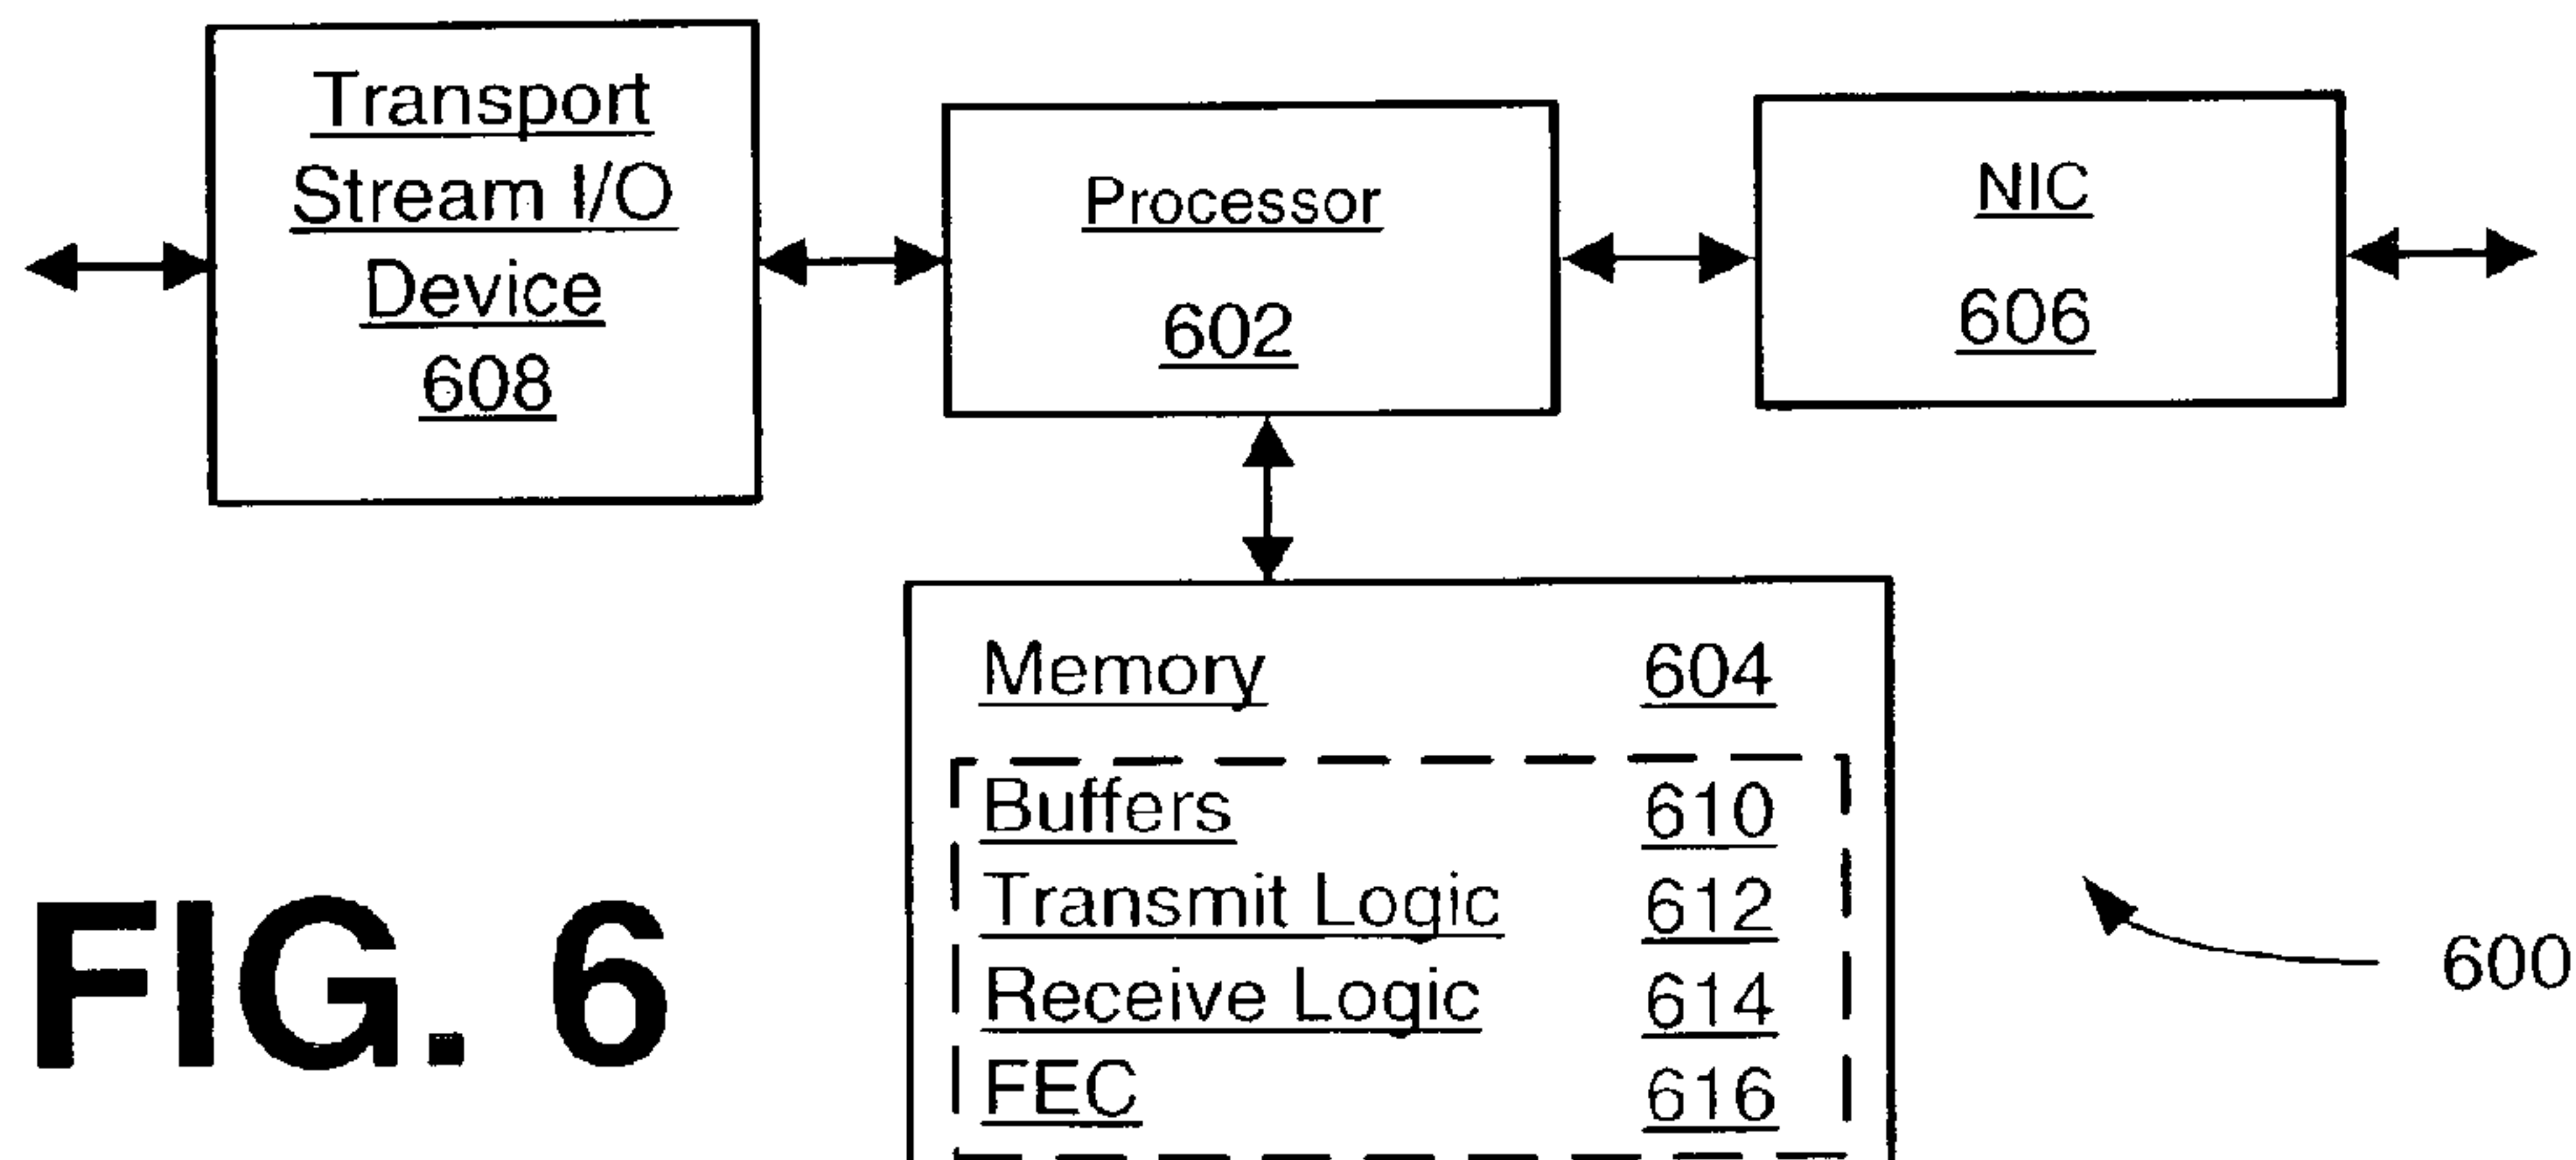 Transport
Stream I/O
Device
608
Processor
602
NIC
606
Memory 604
Buffers 610
Transmit Logic 612
Receive Logic 614
FEC 616
600
FIG. 6